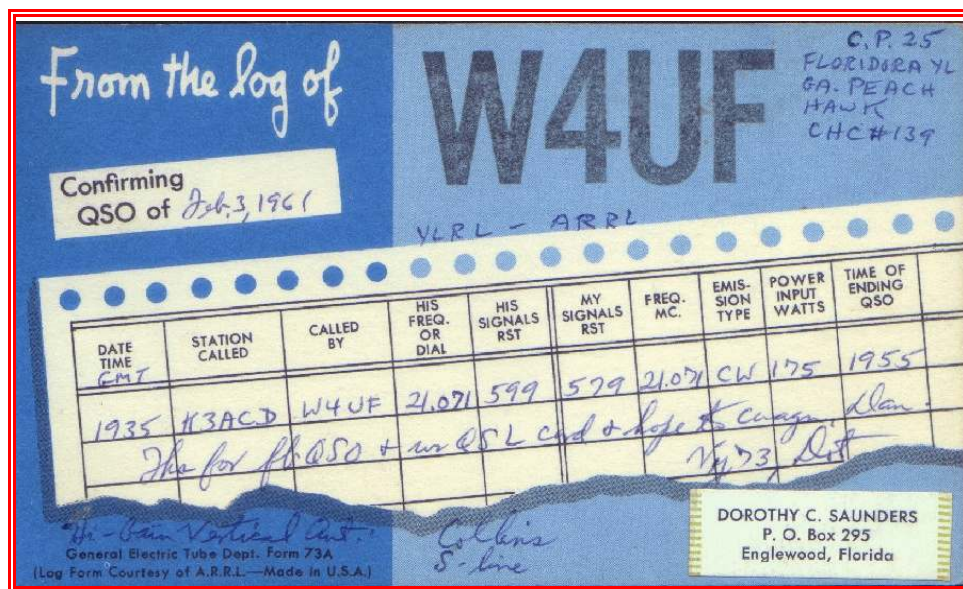 From the log of
W4UF
C.P. 25
FLORIDORA YL
GA. PEACH
HAWK
CHC #139
Confirming
QSO of Feb. 3, 1961
YLRL - ARRL
DATE TIME GMT STATION CALLED CALLED BY HIS FREQ. OR DIAL HIS SIGNALS RST MY SIGNALS RST FREQ. MC. EMIS- SION TYPE POWER INPUT WATTS TIME OF ENDING QSO
1935 K3ACD W4UF 21.071 599 579 21.071 CW 175 1955
Thx for fb QSO + ur QSL card & hope to cuagn, Dan.
Vy 73, Dot
Hi-Gain Vertical Ant.
Collins
S-line
General Electric Tube Dept. Form 73A
(Log Form Courtesy of A.R.R.L.—Made in U.S.A.)
DOROTHY C. SAUNDERS
P. O. Box 295
Englewood, Florida